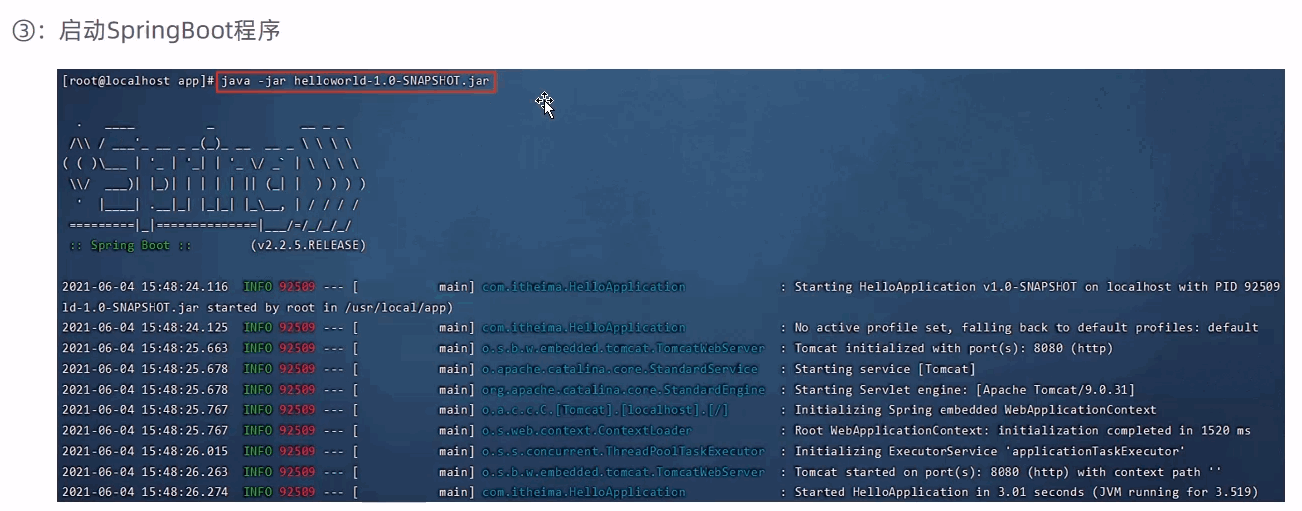 ③：启动SpringBoot程序
[root@localhost app]# java -jar helloworld-1.0-SNAPSHOT.jar
:: Spring Boot ::        (v2.2.5.RELEASE)
2021-06-04 15:48:24.116  INFO 92509 --- [           main] com.itheima.HelloApplication             : Starting HelloApplication v1.0-SNAPSHOT on localhost with PID 92509
ld-1.0-SNAPSHOT.jar started by root in /usr/local/app)
2021-06-04 15:48:24.125  INFO 92509 --- [           main] com.itheima.HelloApplication             : No active profile set, falling back to default profiles: default
2021-06-04 15:48:25.663  INFO 92509 --- [           main] o.s.b.w.embedded.tomcat.TomcatWebServer  : Tomcat initialized with port(s): 8080 (http)
2021-06-04 15:48:25.678  INFO 92509 --- [           main] o.apache.catalina.core.StandardService   : Starting service [Tomcat]
2021-06-04 15:48:25.678  INFO 92509 --- [           main] org.apache.catalina.core.StandardEngine  : Starting Servlet engine: [Apache Tomcat/9.0.31]
2021-06-04 15:48:25.767  INFO 92509 --- [           main] o.a.c.c.C.[Tomcat].[localhost].[/]       : Initializing Spring embedded WebApplicationContext
2021-06-04 15:48:25.767  INFO 92509 --- [           main] o.s.web.context.ContextLoader            : Root WebApplicationContext: initialization completed in 1520 ms
2021-06-04 15:48:26.015  INFO 92509 --- [           main] o.s.s.concurrent.ThreadPoolTaskExecutor  : Initializing ExecutorService 'applicationTaskExecutor'
2021-06-04 15:48:26.263  INFO 92509 --- [           main] o.s.b.w.embedded.tomcat.TomcatWebServer  : Tomcat started on port(s): 8080 (http) with context path ''
2021-06-04 15:48:26.274  INFO 92509 --- [           main] com.itheima.HelloApplication             : Started HelloApplication in 3.01 seconds (JVM running for 3.519)